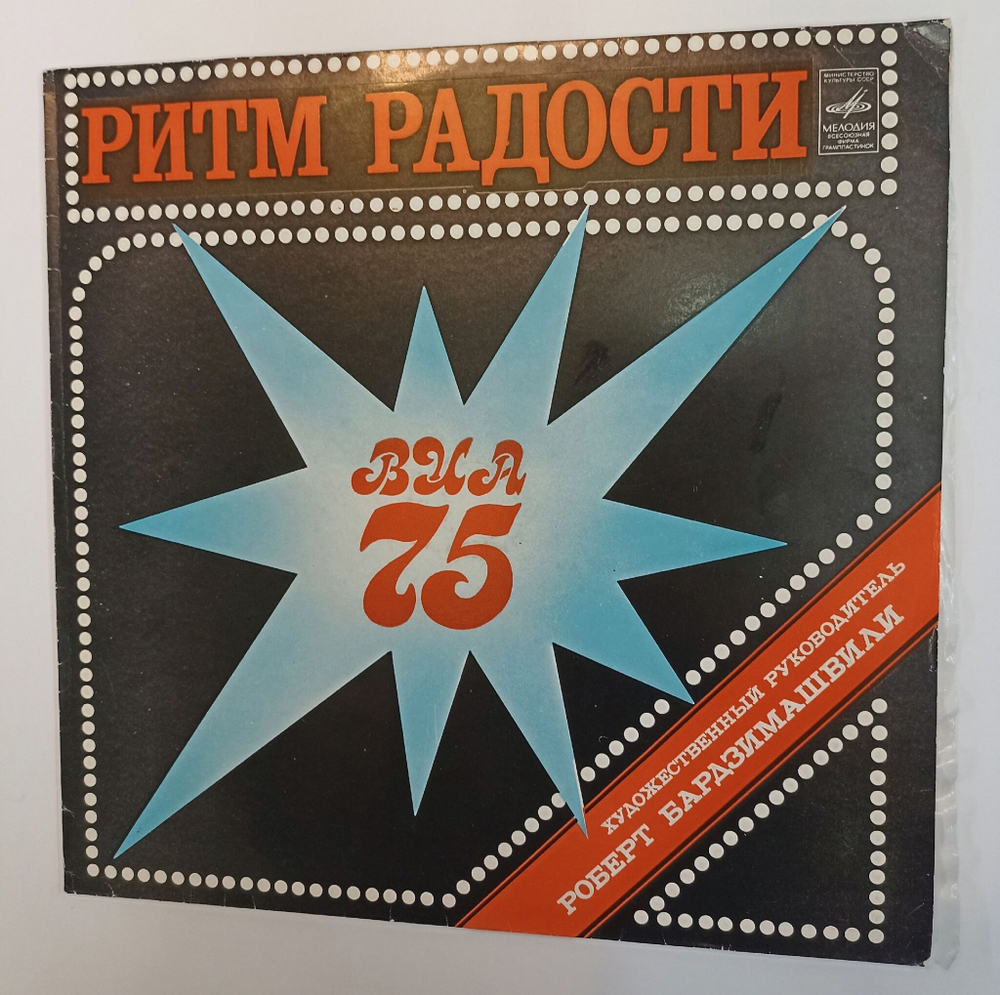 РИТМ РАДОСТИ
МИНИСТЕРСТВО
КУЛЬТУРЫ СССР
МЕЛОДИЯ
ВСЕСОЮЗНАЯ
ФИРМА
ГРАМПЛАСТИНОК
ВИА
75
ХУДОЖЕСТВЕННЫЙ РУКОВОДИТЕЛЬ
РОБЕРТ БАРДЗИМАШВИЛИ